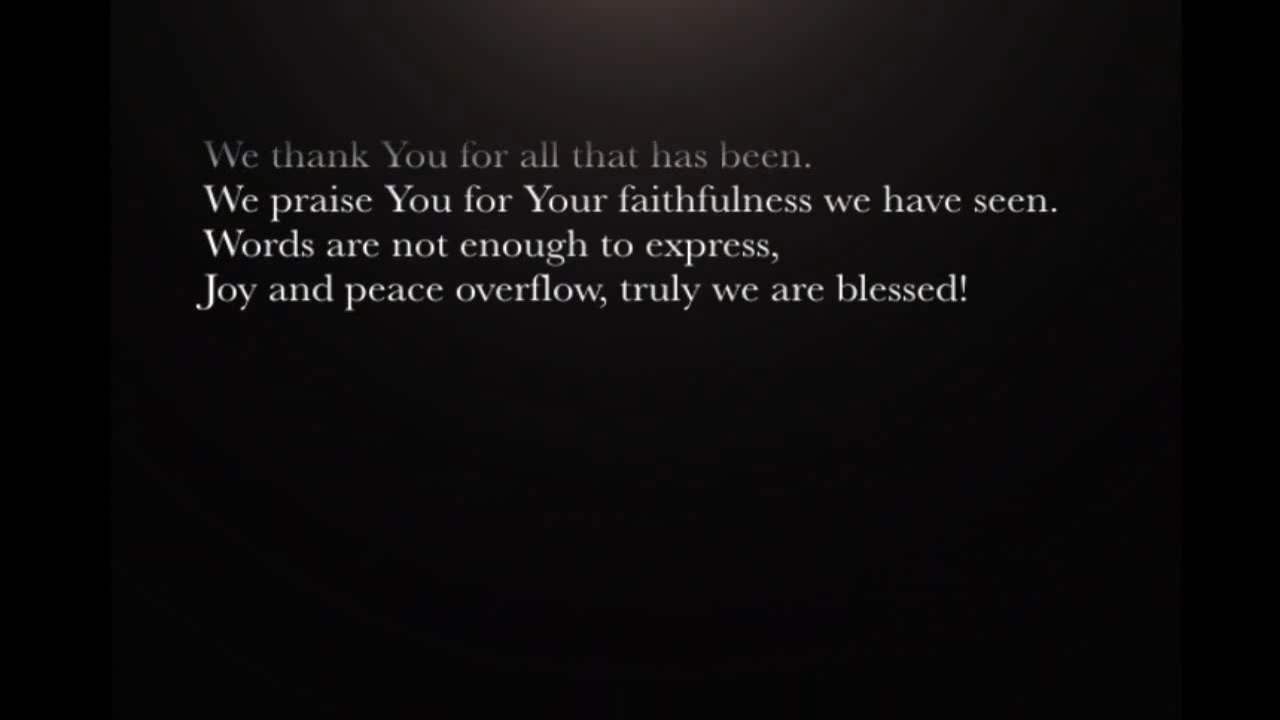 We thank You for all that has been.
We praise You for Your faithfulness we have seen.
Words are not enough to express,
Joy and peace overflow, truly we are blessed!